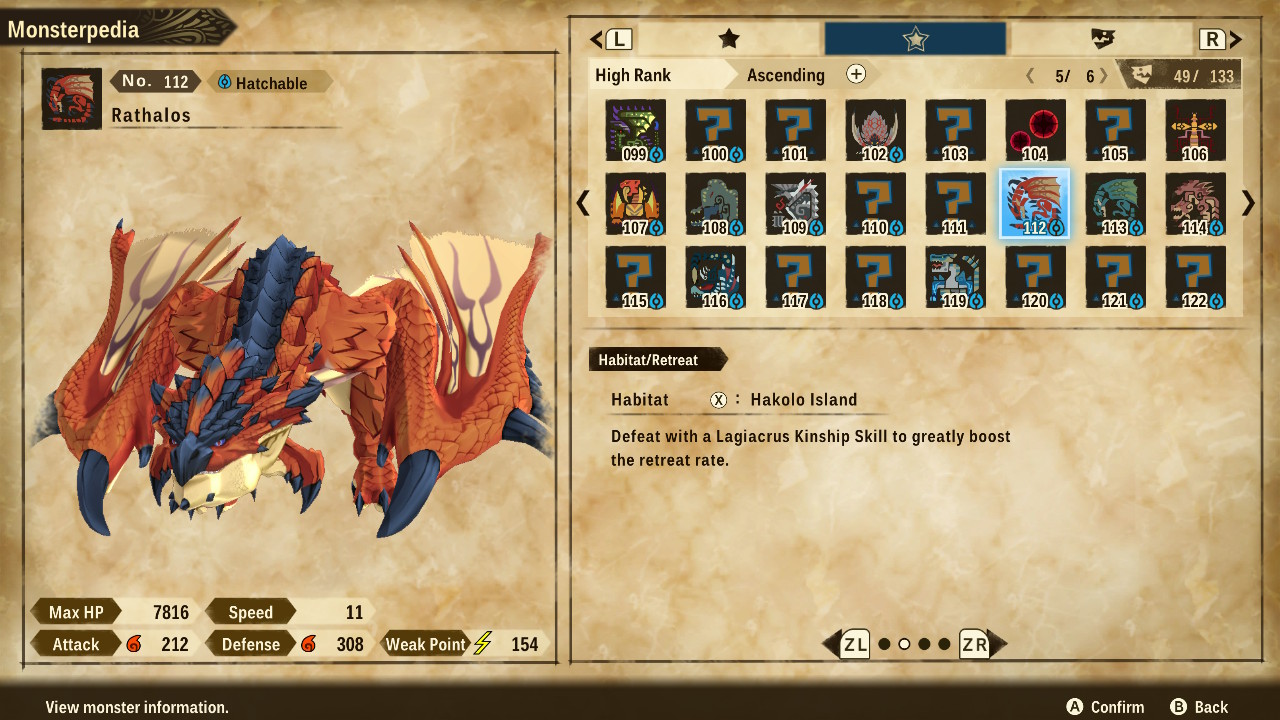 Monsterpedia
No. 112
Hatchable
Rathalos
Max HP 7816
Speed 11
Attack 212
Defense 308
Weak Point 154
L
R
High Rank
Ascending
5/ 6
49/ 133
099 ? 100 ? 101 102 ? 103 104 ? 105 106
107 108 109 ? 110 ? 111 112 113 114
? 115 116 ? 117 ? 118 119 ? 120 ? 121 ? 122
Habitat/Retreat
Habitat X : Hakolo Island
Defeat with a Lagiacrus Kinship Skill to greatly boost
the retreat rate.
ZL ZR
View monster information.
A Confirm B Back